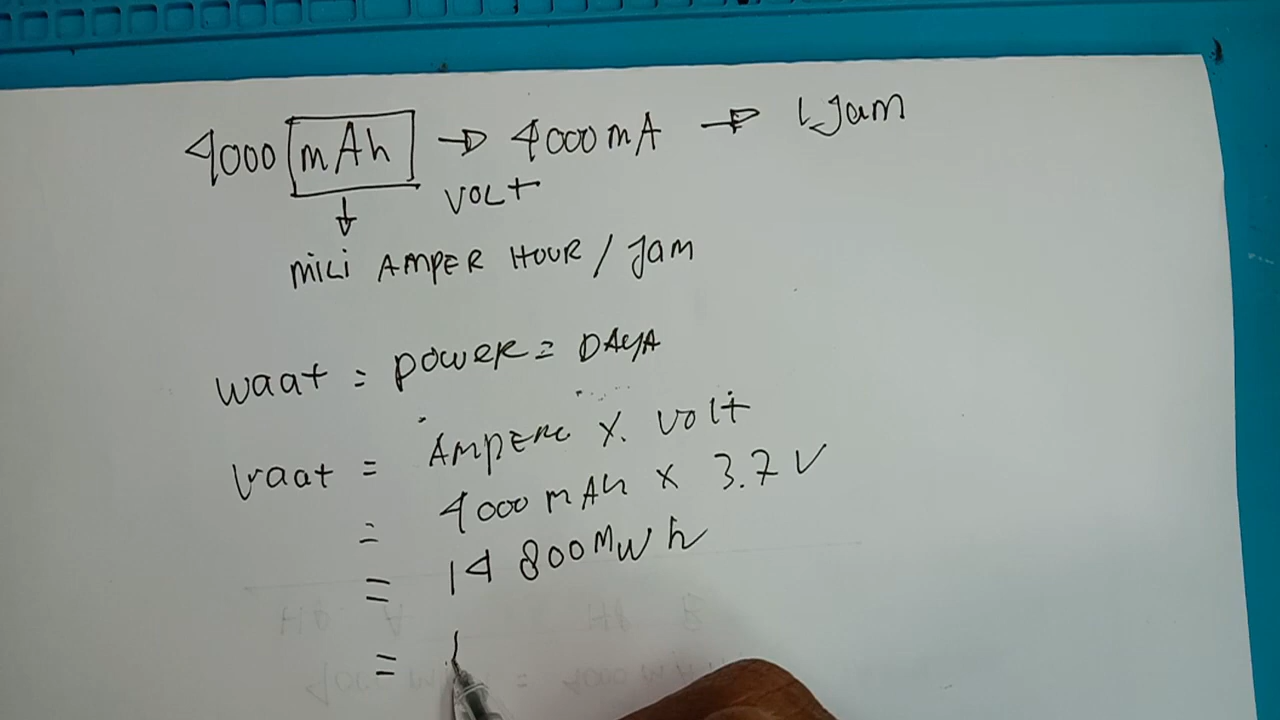 4000 mAh → 4000 mA → 1 Jam
VOLT
MILI AMPER HOUR / Jam
waat = POWER = DAYA
waat = AMPERE X. Volt
= 4000 mAh x 3.7 V
= 14 800 MWh
=